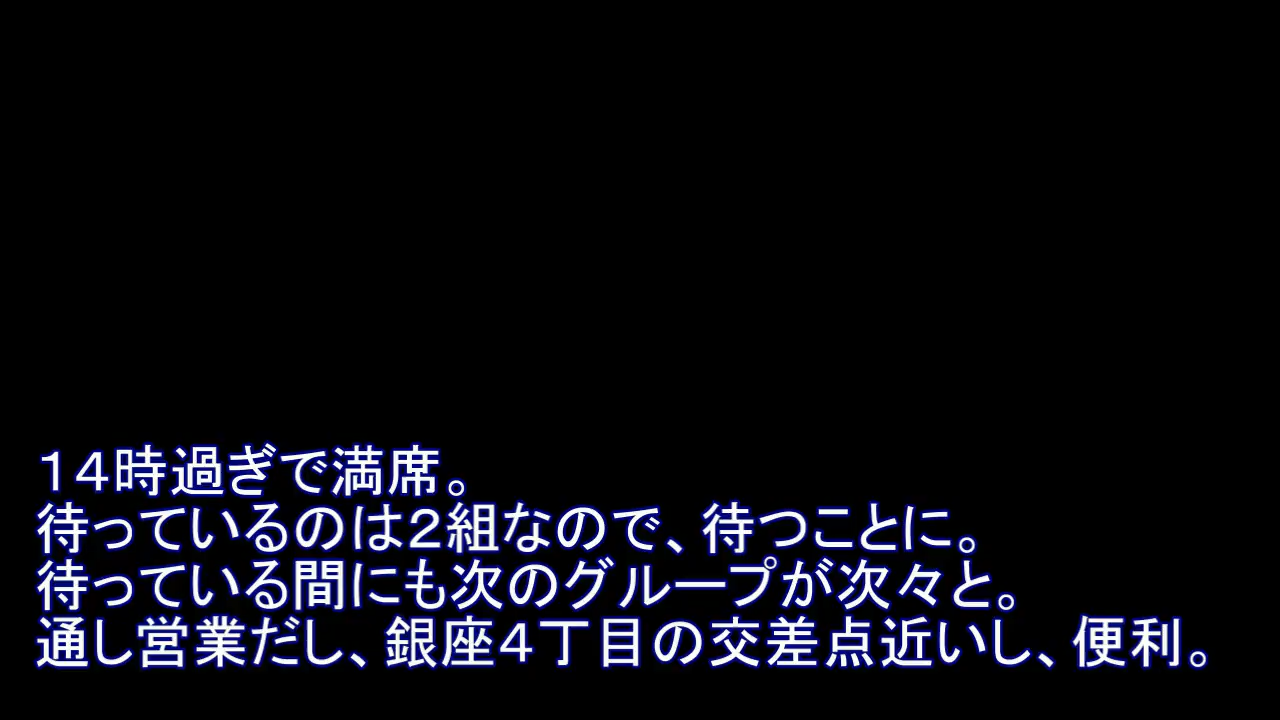 １４時過ぎで満席。
待っているのは２組なので、待つことに。
待っている間にも次のグループが次々と。
通し営業だし、銀座４丁目の交差点近いし、便利。